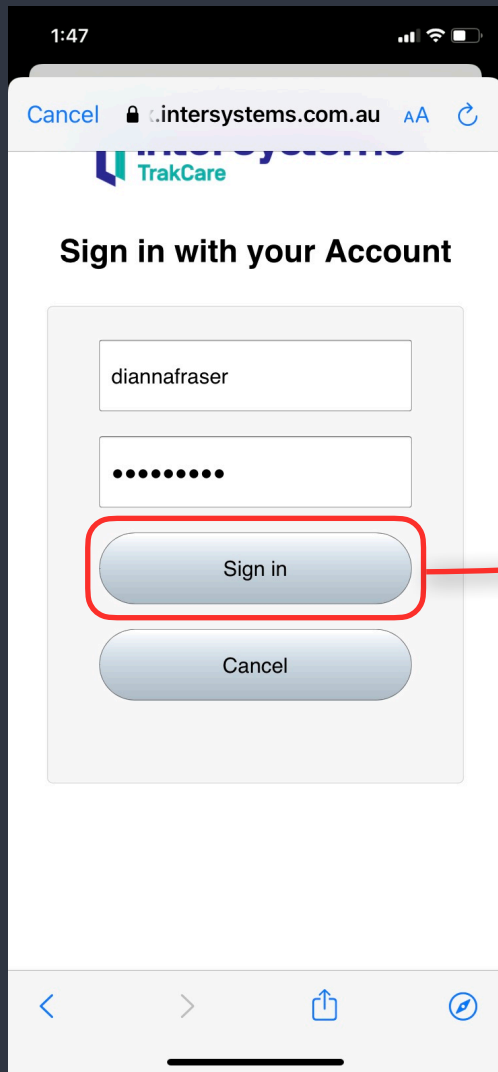 1:47
Cancel .intersystems.com.au AA
TrakCare
Sign in with your Account
diannafraser
•••••••••
Sign in
Cancel